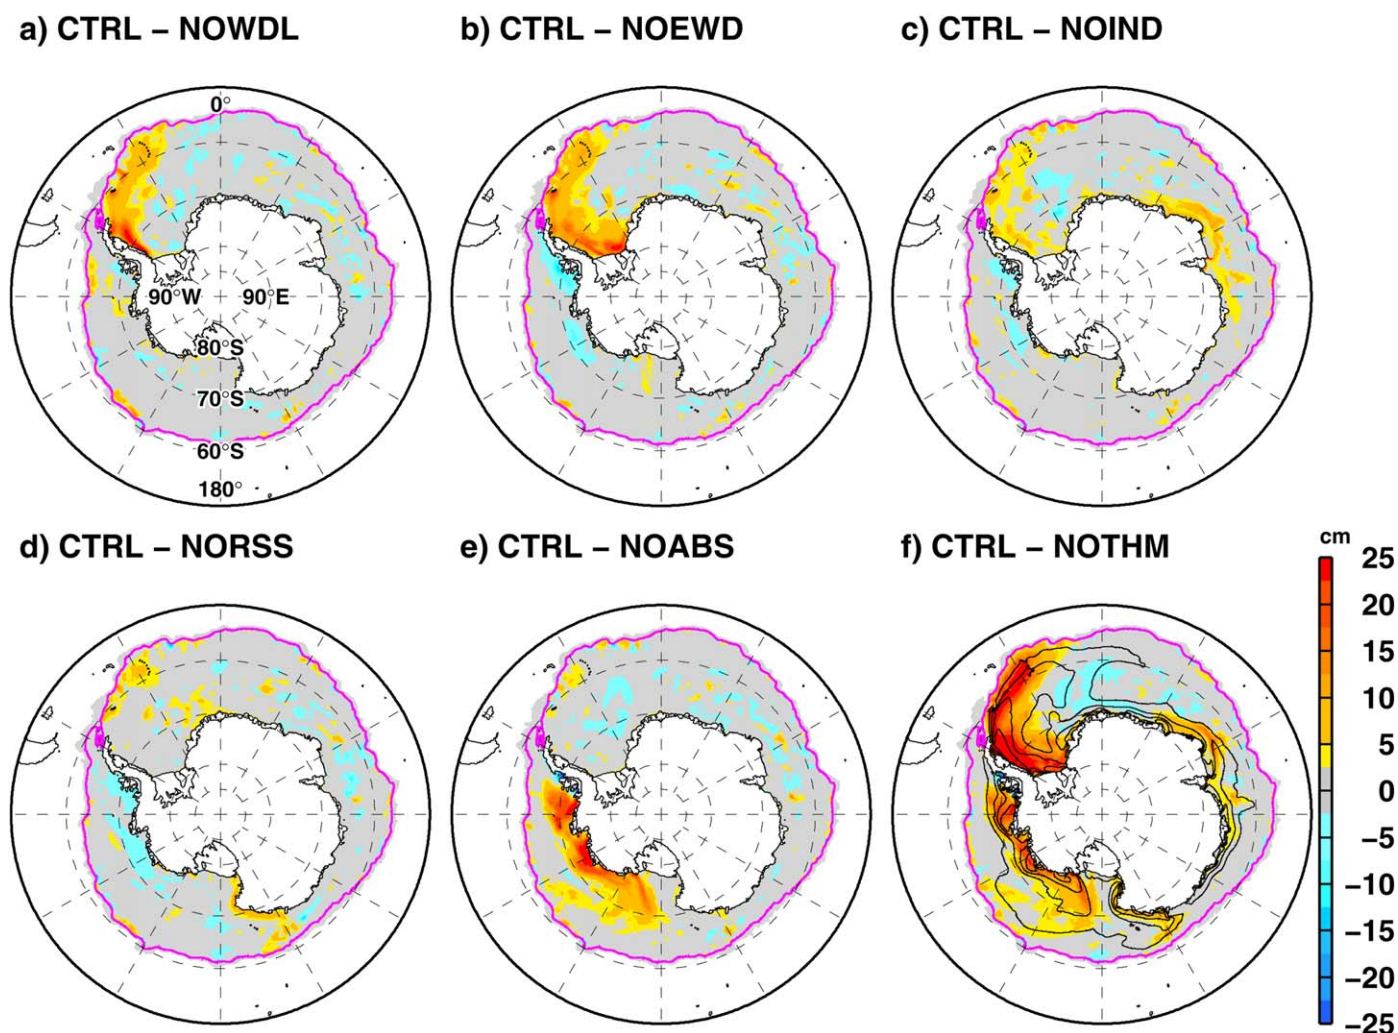 a) CTRL – NOWDL
b) CTRL – NOEWD
c) CTRL – NOIND
0°
90°W
90°E
80°S
70°S
60°S
180°
d) CTRL – NORSS
e) CTRL – NOABS
f) CTRL – NOTHM
cm
25
20
15
10
5
0
−5
−10
−15
−20
−25